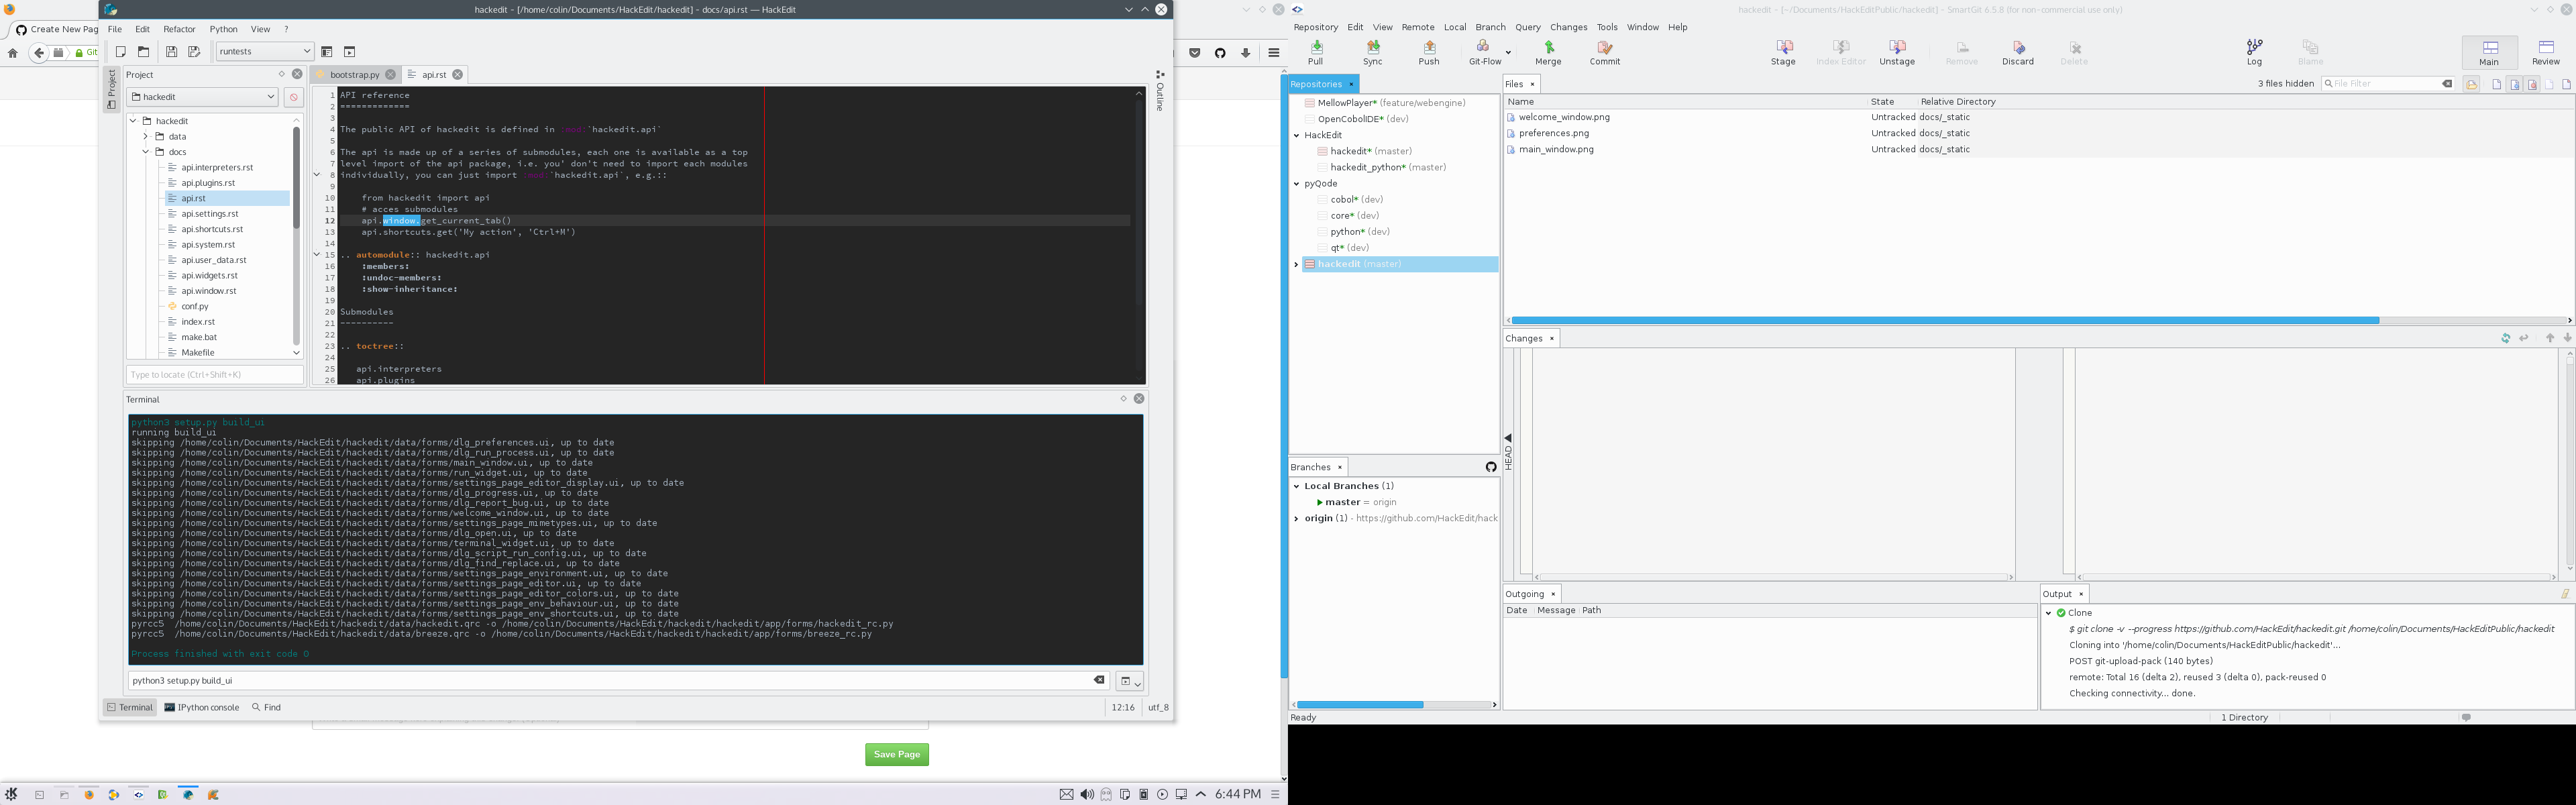 hackedit - [/home/colin/Documents/HackEdit/hackedit] - docs/api.rst — HackEdit
Create New Pag
Git
File Edit Refactor Python View ?
runtests
Project
Project
hackedit
hackedit
data
docs
api.interpreters.rst
api.plugins.rst
api.rst
api.settings.rst
api.shortcuts.rst
api.system.rst
api.user_data.rst
api.widgets.rst
api.window.rst
conf.py
index.rst
make.bat
Makefile
Type to locate (Ctrl+Shift+K)
bootstrap.py
api.rst
Outline
1 API reference
2 =============
3
4 The public API of hackedit is defined in :mod:`hackedit.api`
5
6 The api is made up of a series of submodules, each one is available as a top
7 level import of the api package, i.e. you' don't need to import each modules
8 individually, you can just import :mod:`hackedit.api`, e.g.::
9
10 from hackedit import api
11 # acces submodules
12 api.window.get_current_tab()
13 api.shortcuts.get('My action', 'Ctrl+M')
14
15 .. automodule:: hackedit.api
16 :members:
17 :undoc-members:
18 :show-inheritance:
19
20 Submodules
21 ----------
22
23 .. toctree::
24
25 api.interpreters
26 api.plugins
Terminal
python3 setup.py build_ui
running build_ui
skipping /home/colin/Documents/HackEdit/hackedit/data/forms/dlg_preferences.ui, up to date
skipping /home/colin/Documents/HackEdit/hackedit/data/forms/dlg_run_process.ui, up to date
skipping /home/colin/Documents/HackEdit/hackedit/data/forms/main_window.ui, up to date
skipping /home/colin/Documents/HackEdit/hackedit/data/forms/run_widget.ui, up to date
skipping /home/colin/Documents/HackEdit/hackedit/data/forms/settings_page_editor_display.ui, up to date
skipping /home/colin/Documents/HackEdit/hackedit/data/forms/dlg_progress.ui, up to date
skipping /home/colin/Documents/HackEdit/hackedit/data/forms/dlg_report_bug.ui, up to date
skipping /home/colin/Documents/HackEdit/hackedit/data/forms/welcome_window.ui, up to date
skipping /home/colin/Documents/HackEdit/hackedit/data/forms/settings_page_mimetypes.ui, up to date
skipping /home/colin/Documents/HackEdit/hackedit/data/forms/dlg_open.ui, up to date
skipping /home/colin/Documents/HackEdit/hackedit/data/forms/terminal_widget.ui, up to date
skipping /home/colin/Documents/HackEdit/hackedit/data/forms/dlg_script_run_config.ui, up to date
skipping /home/colin/Documents/HackEdit/hackedit/data/forms/dlg_find_replace.ui, up to date
skipping /home/colin/Documents/HackEdit/hackedit/data/forms/settings_page_environment.ui, up to date
skipping /home/colin/Documents/HackEdit/hackedit/data/forms/settings_page_editor.ui, up to date
skipping /home/colin/Documents/HackEdit/hackedit/data/forms/settings_page_editor_colors.ui, up to date
skipping /home/colin/Documents/HackEdit/hackedit/data/forms/settings_page_env_behaviour.ui, up to date
skipping /home/colin/Documents/HackEdit/hackedit/data/forms/settings_page_env_shortcuts.ui, up to date
pyrcc5 /home/colin/Documents/HackEdit/hackedit/data/hackedit.qrc -o /home/colin/Documents/HackEdit/hackedit/hackedit/app/forms/hackedit_rc.py
pyrcc5 /home/colin/Documents/HackEdit/hackedit/data/breeze.qrc -o /home/colin/Documents/HackEdit/hackedit/hackedit/app/forms/breeze_rc.py
Process finished with exit code 0
python3 setup.py build_ui
Terminal IPython console Find
12:16 utf_8
Save Page
6:44 PM
hackedit - [~/Documents/HackEditPublic/hackedit] - SmartGit 6.5.8 (for non-commercial use only)
Repository Edit View Remote Local Branch Query Changes Tools Window Help
Pull Sync Push Git-Flow Merge Commit Stage Index Editor Unstage Remove Discard Delete Log Blame Main Review
Repositories
MellowPlayer* (feature/webengine)
OpenCobolIDE* (dev)
HackEdit
hackedit* (master)
hackedit_python* (master)
pyQode
cobol* (dev)
core* (dev)
python* (dev)
qt* (dev)
hackedit (master)
Files
3 files hidden
File Filter
Name State Relative Directory
welcome_window.png Untracked docs/_static
preferences.png Untracked docs/_static
main_window.png Untracked docs/_static
Changes
HEAD
Branches
Local Branches (1)
master = origin
origin (1) - https://github.com/HackEdit/hack
Outgoing
Date Message Path
Output
Clone
$ git clone -v --progress https://github.com/HackEdit/hackedit.git /home/colin/Documents/HackEditPublic/hackedit
Cloning into '/home/colin/Documents/HackEditPublic/hackedit'...
POST git-upload-pack (140 bytes)
remote: Total 16 (delta 2), reused 3 (delta 0), pack-reused 0
Checking connectivity... done.
Ready
1 Directory